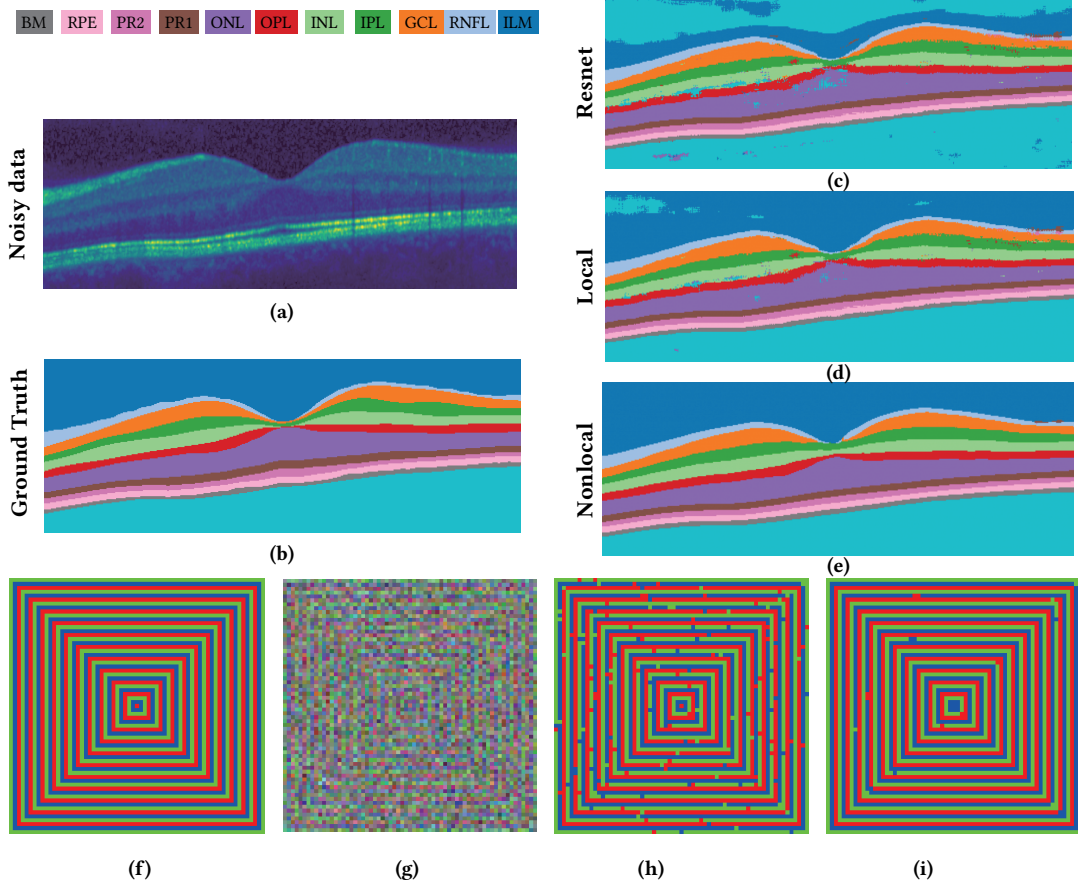 BM RPE PR2 PR1 ONL OPL INL IPL GCL RNFL ILM
Noisy data
(a)
Ground Truth
(b)
Resnet
(c)
Local
(d)
Nonlocal
(e)
(f) (g) (h) (i)